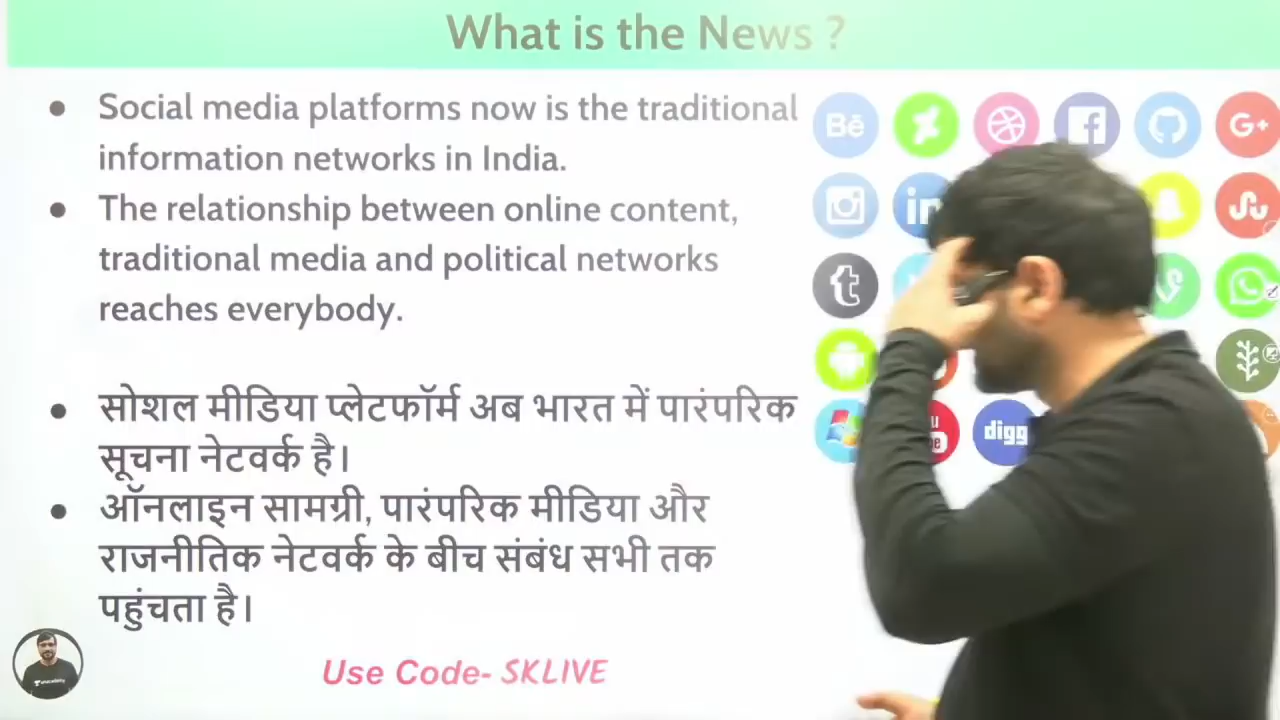 What is the News ?
Social media platforms now is the traditional
information networks in India.
The relationship between online content,
traditional media and political networks
reaches everybody.
सोशल मीडिया प्लेटफॉर्म अब भारत में पारंपरिक
सूचना नेटवर्क है।
ऑनलाइन सामग्री, पारंपरिक मीडिया और
राजनीतिक नेटवर्क के बीच संबंध सभी तक
पहुंचता है।
Use Code- SKLIVE
Bē
G+
in
t
digg